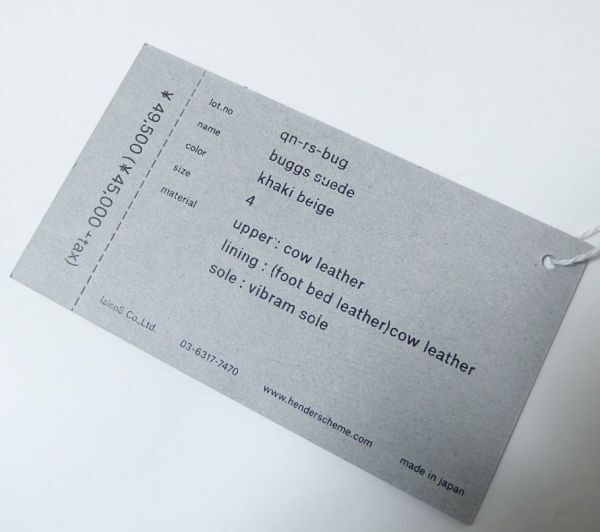 ¥ 49,500 (¥ 45,000 +tax)
lot.no qn-rs-bug
name buggs suede
color khaki beige
size 4
material upper : cow leather
lining : (foot bed leather)cow leather
sole : vibram sole
Co.,Ltd. 03-6317-7470 www.henderscheme.com made in japan